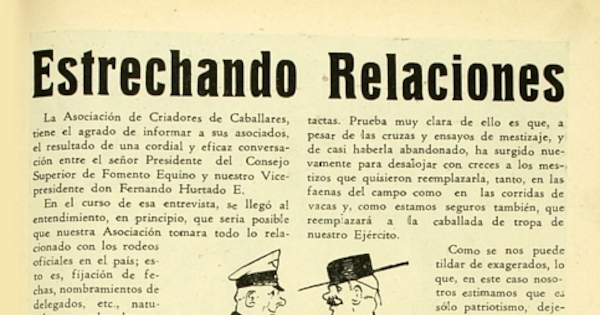 Estrechando Relaciones
La Asociación de Criadores de Caballares,
tiene el agrado de informar a sus asociados,
el resultado de una cordial y eficaz conversa-
ción entre el señor Presidente del Consejo
Superior de Fomento Equino y nuestro Vice-
presidente don Fernando Hurtado E.
En el curso de esa entrevista, se llegó al
entendimiento, en principio, que sería posible
que nuestra Asociación tomara todo lo rela-
cionado con los rodeos
oficiales en el país; es-
to es, fijación de fe-
chas, nombramientos de
delegados, etc., natu-
tactas. Prueba muy clara de ello es que, a
pesar de las cruzas y ensayos de mestizaje, y
de casi haberla abandonado, ha surgido nue-
vamente para desalojar con creces a los mes-
tizos que quisieron reemplazarla, tanto, en las
faenas del campo como en las corridas de
vacas y, como estamos seguros también, que
reemplazará a la caballada de tropa de
nuestro Ejército.
Como se nos puede
tildar de exagerados, lo
que, en este caso noso-
tros estimamos que es
sólo patriotismo, deje-